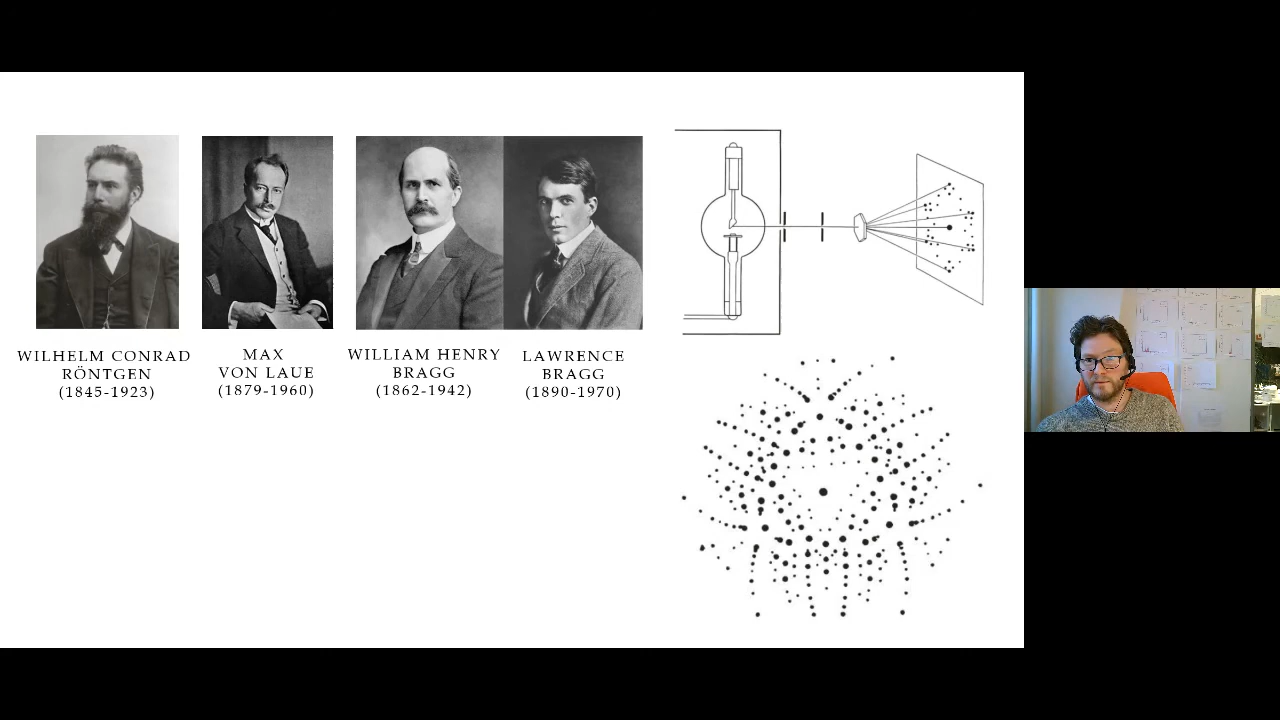 WILHELM CONRAD
RÖNTGEN
(1845-1923)
MAX
VON LAUE
(1879-1960)
WILLIAM HENRY
BRAGG
(1862-1942)
LAWRENCE
BRAGG
(1890-1970)